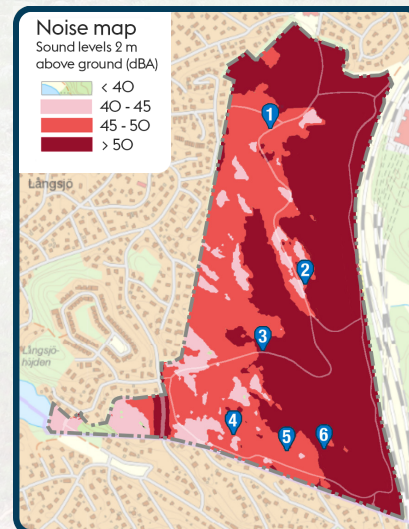 Noise map
Sound levels 2 m
above ground (dBA)
< 40
40 - 45
45 - 50
> 50
1
Långsjö
2
Långsjö-
höjden
3
4
5
6